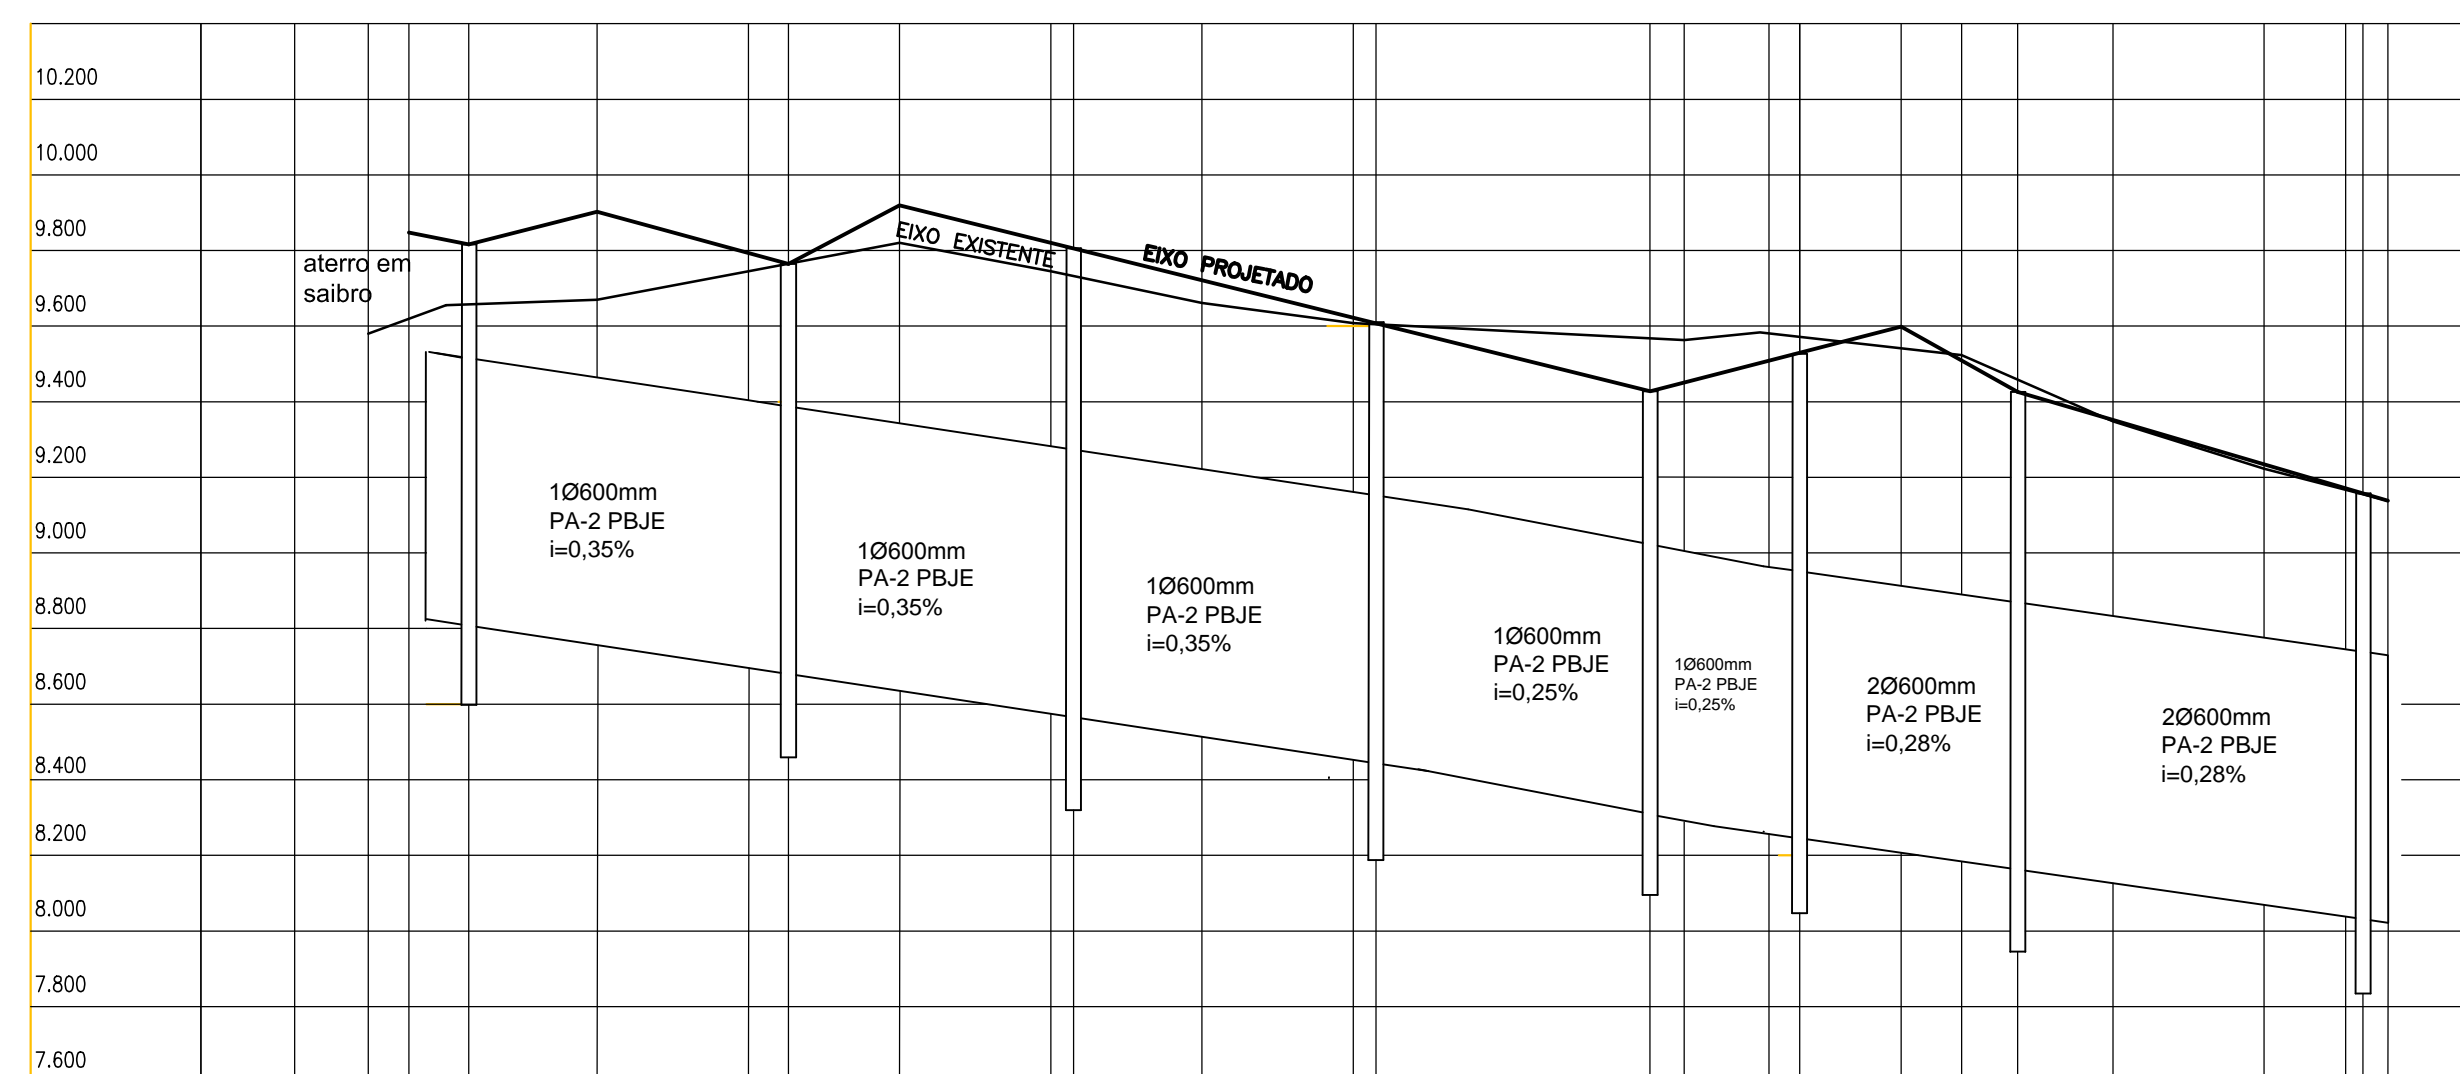 10.200
10.000
9.800
9.600
9.400
9.200
9.000
8.800
8.600
8.400
8.200
8.000
7.800
7.600
aterro em
saibro
EIXO EXISTENTE
EIXO PROJETADO
1Ø600mm
PA-2 PBJE
i=0,35%
1Ø600mm
PA-2 PBJE
i=0,35%
1Ø600mm
PA-2 PBJE
i=0,35%
1Ø600mm
PA-2 PBJE
i=0,25%
1Ø600mm
PA-2 PBJE
i=0,25%
2Ø600mm
PA-2 PBJE
i=0,28%
2Ø600mm
PA-2 PBJE
i=0,28%